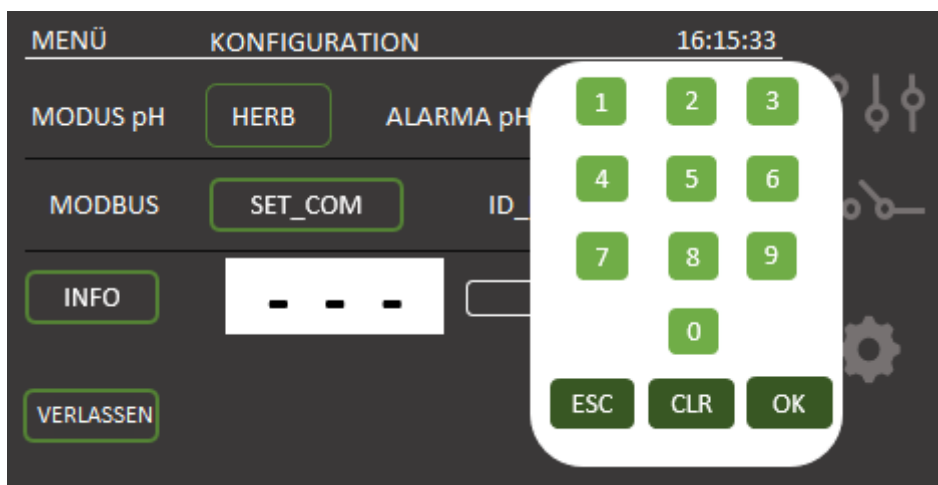 MENÜ KONFIGURATION 16:15:33
MODUS pH HERB ALARMA pH
MODBUS SET_COM ID_
INFO - - -
VERLASSEN
1 2 3
4 5 6
7 8 9
0
ESC CLR OK